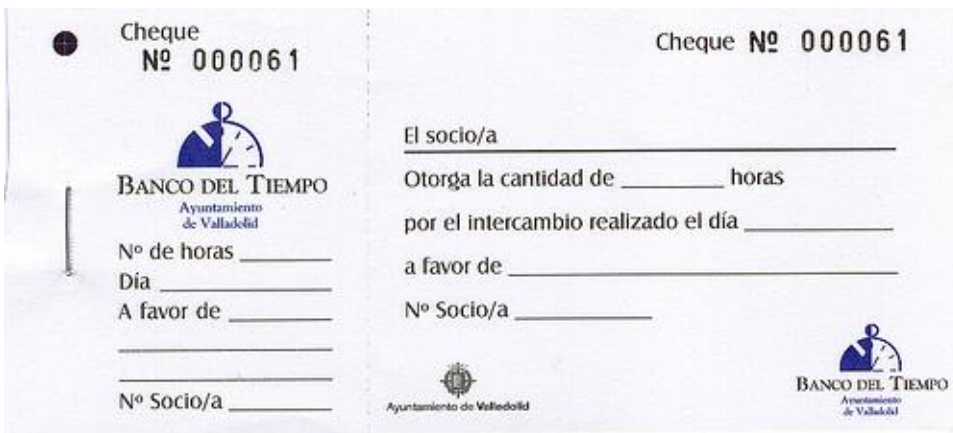 Cheque
Nº 000061
BANCO DEL TIEMPO
Ayuntamiento
de Valladolid
Nº de horas
Día
A favor de
Nº Socio/a
Cheque Nº 000061
El socio/a
Otorga la cantidad de horas
por el intercambio realizado el día
a favor de
Nº Socio/a
Ayuntamiento de Valladolid
BANCO DEL TIEMPO
Ayuntamiento
de Valladolid